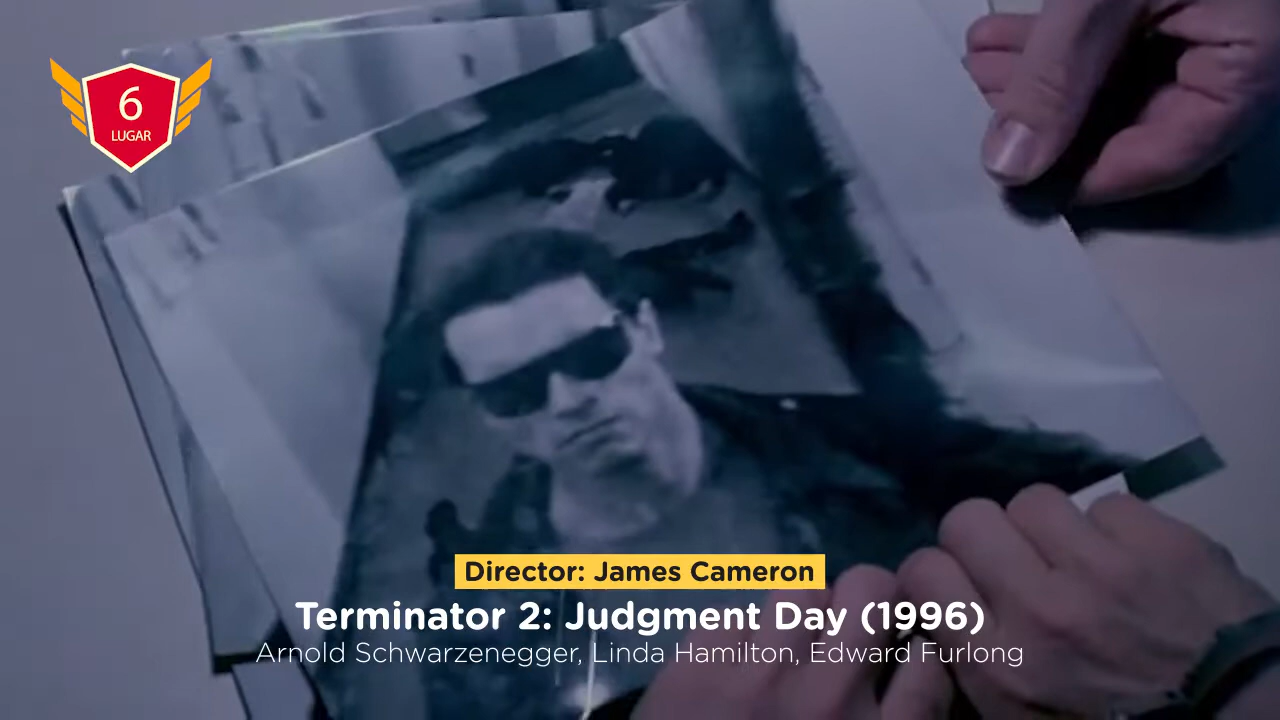 6
LUGAR
Director: James Cameron
Terminator 2: Judgment Day (1996)
Arnold Schwarzenegger, Linda Hamilton, Edward Furlong